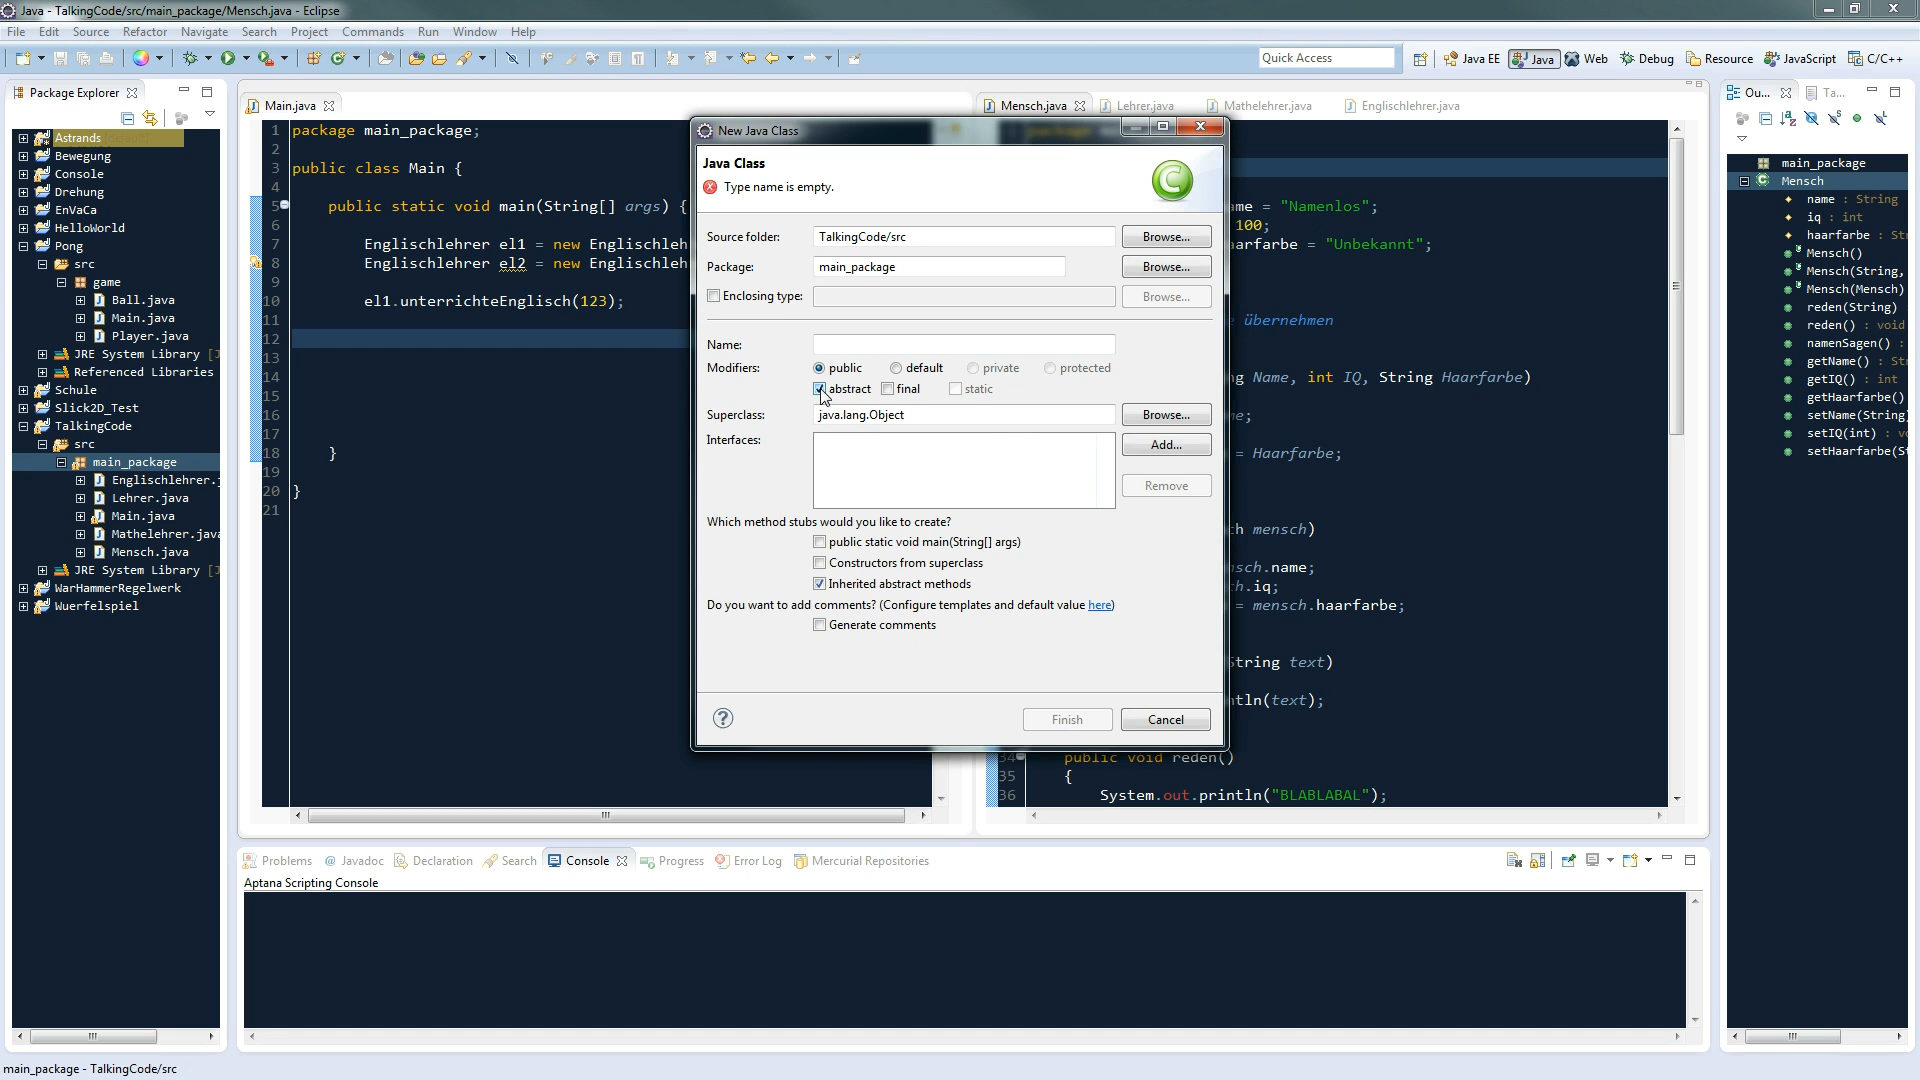 Java - TalkingCode/src/main_package/Mensch.java - Eclipse
File Edit Source Refactor Navigate Search Project Commands Run Window Help
Quick Access
Java EE Java Web Debug Resource JavaScript C/C++
Package Explorer
Astrands
Bewegung
Console
Drehung
EnVaCa
HelloWorld
Pong
src
game
Ball.java
Main.java
Player.java
JRE System Library [J
Referenced Libraries
Schule
Slick2D_Test
TalkingCode
src
main_package
Englischlehrer.j
Lehrer.java
Main.java
Mathelehrer.java
Mensch.java
JRE System Library [J
WarHammerRegelwerk
Wuerfelspiel
Main.java
1 package main_package;
2
3 public class Main {
4
5 public static void main(String[] args) {
6
7 Englischlehrer el1 = new Englischleh
8 Englischlehrer el2 = new Englischleh
9
10 el1.unterrichteEnglisch(123);
11
12
13
14
15
16
17
18 }
19
20 }
21
New Java Class
Java Class
Type name is empty.
Source folder: TalkingCode/src Browse...
Package: main_package Browse...
Enclosing type: Browse...
Name:
Modifiers: public default private protected
abstract final static
Superclass: java.lang.Object Browse...
Interfaces: Add...
Remove
Which method stubs would you like to create?
public static void main(String[] args)
Constructors from superclass
Inherited abstract methods
Do you want to add comments? (Configure templates and default value here)
Generate comments
Finish Cancel
Mensch.java Lehrer.java Mathelehrer.java Englischlehrer.java
me = "Namenlos";
100;
arfarbe = "Unbekannt";
übernehmen
ng Name, int IQ, String Haarfarbe)
me;
= Haarfarbe;
ch mensch)
sch.name;
h.iq;
= mensch.haarfarbe;
String text)
ntln(text);
34 public void reden()
35 {
36 System.out.println("BLABLABAL");
Ou... Ta...
main_package
Mensch
name : String
iq : int
haarfarbe : St
Mensch()
Mensch(String,
Mensch(Mensch)
reden(String)
reden() : void
namenSagen() :
getName() : St
getIQ() : int
getHaarfarbe()
setName(String)
setIQ(int) : vo
setHaarfarbe(S
Problems Javadoc Declaration Search Console Progress Error Log Mercurial Repositories
Aptana Scripting Console
main_package - TalkingCode/src